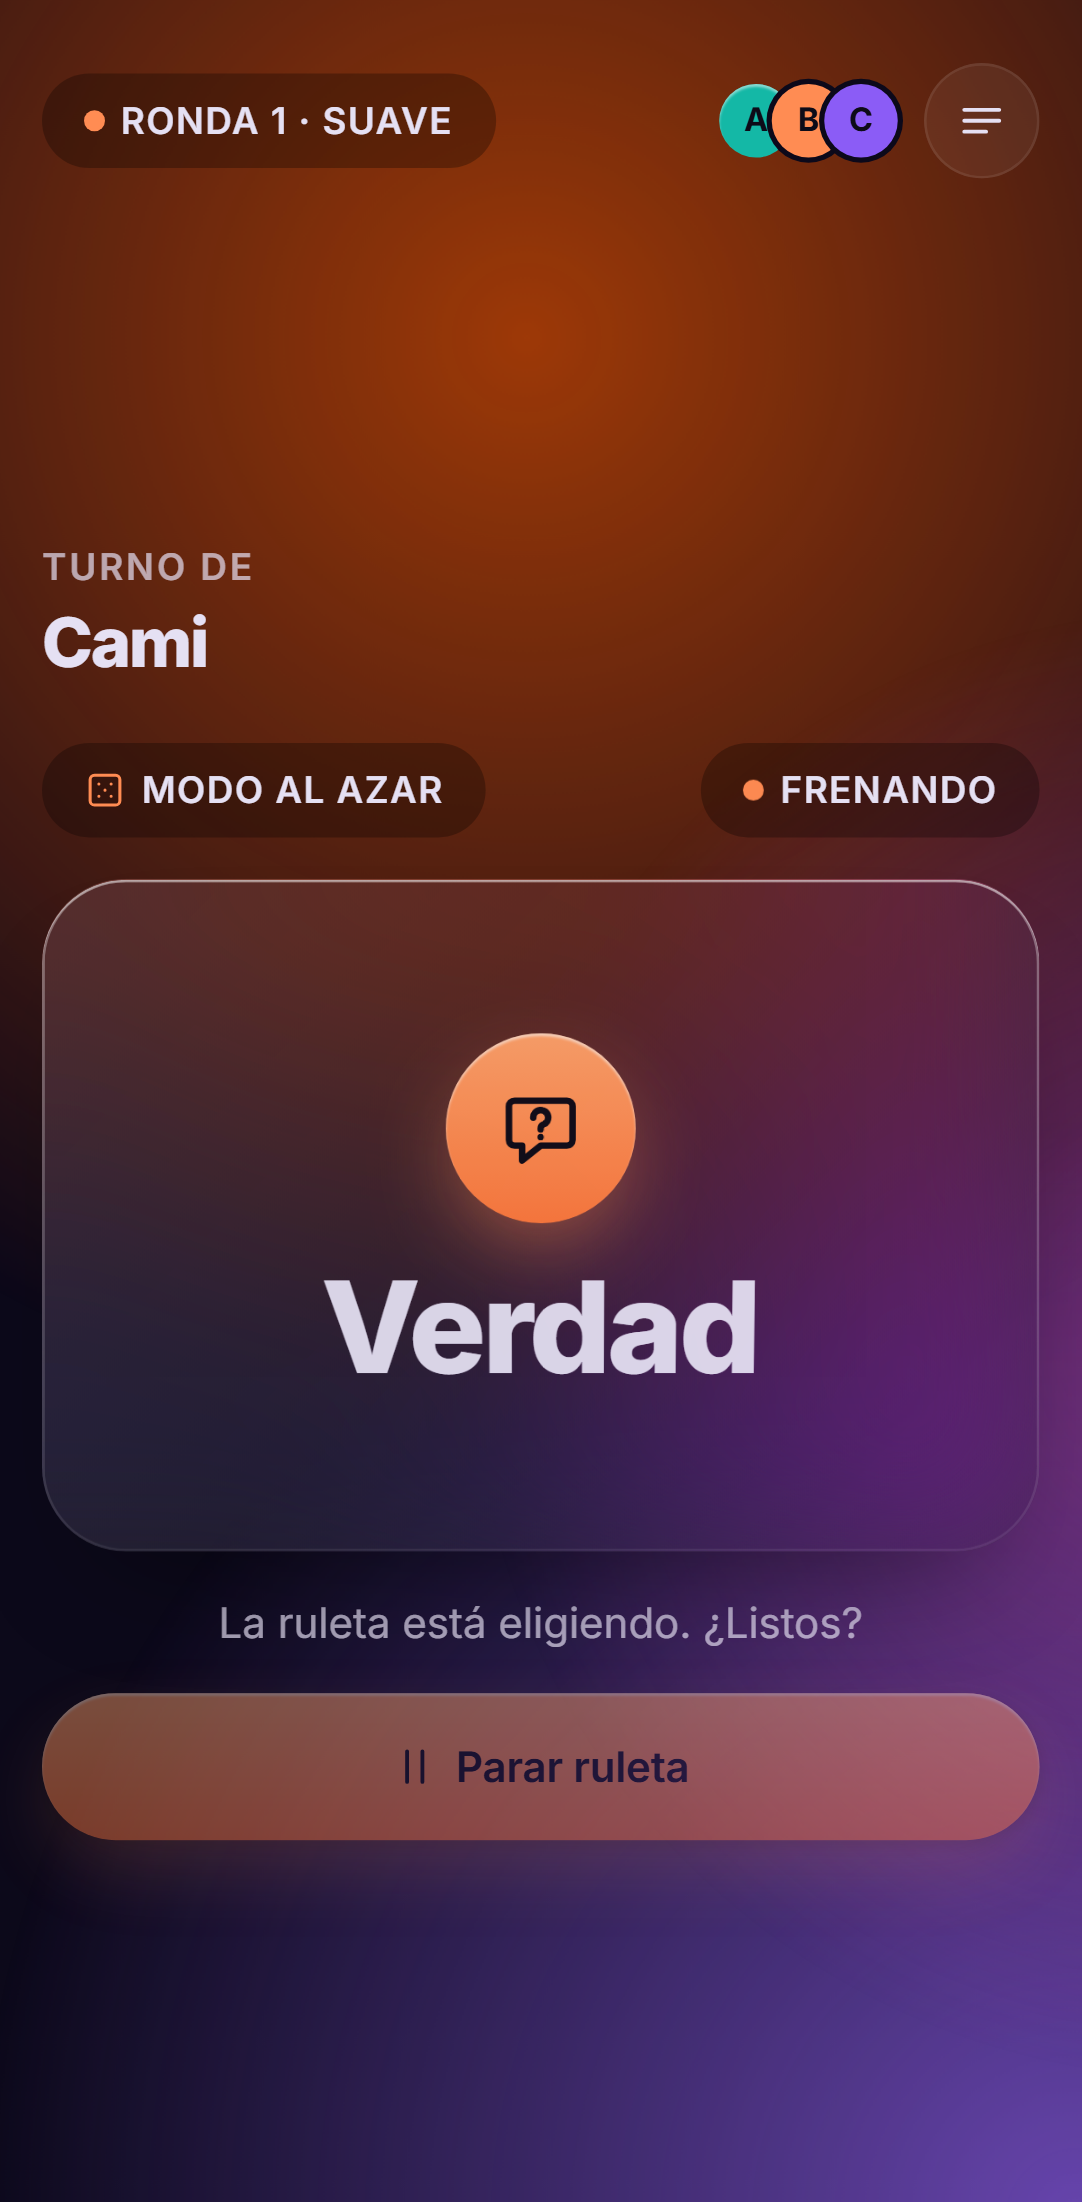 RONDA 1 · SUAVE
A B C
TURNO DE
Cami
MODO AL AZAR
FRENANDO
Verdad
La ruleta está eligiendo. ¿Listos?
Parar ruleta